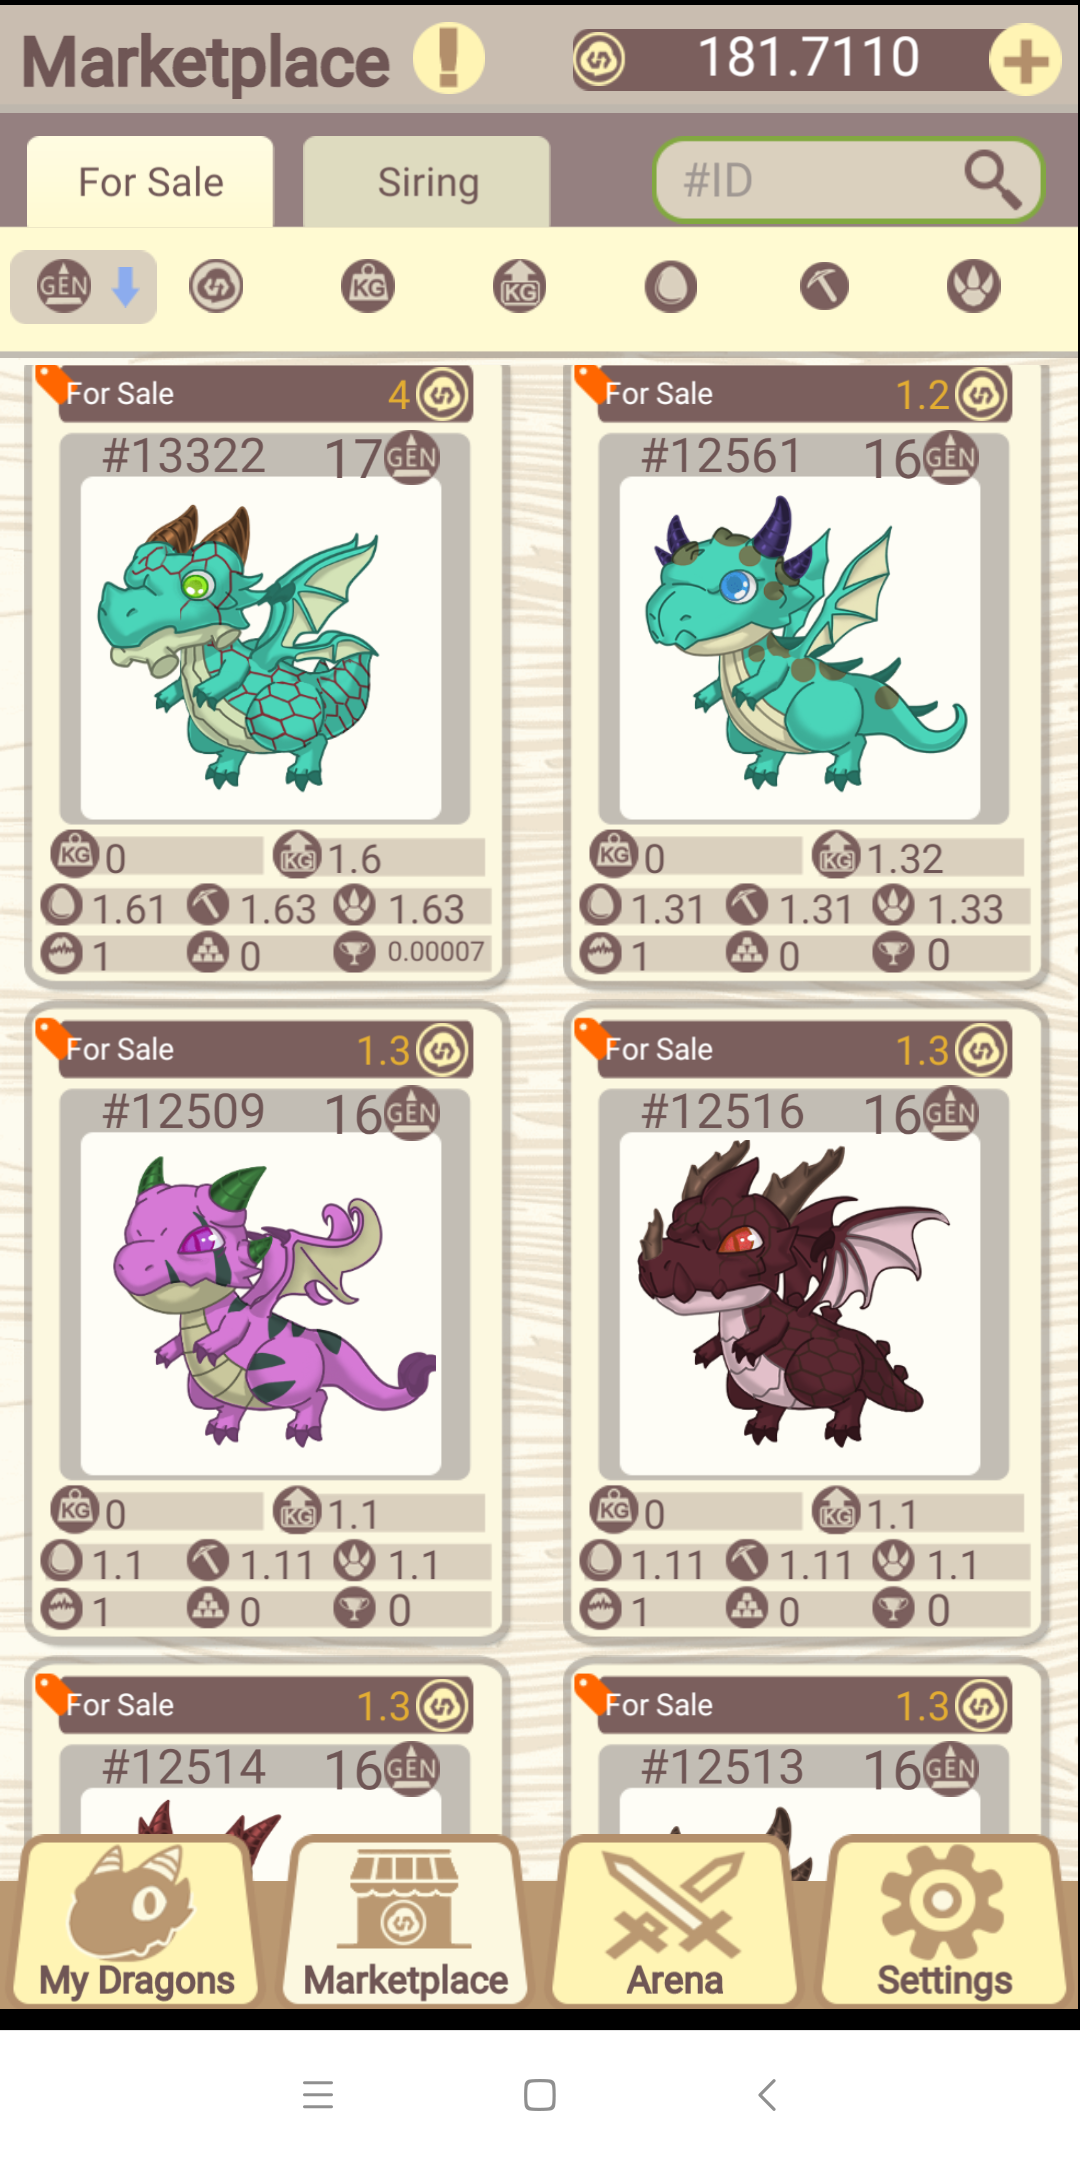 Marketplace ! 181.7110 +
For Sale Siring #ID
GEN KG KG
For Sale 4
#13322 17 GEN
KG 0 KG 1.6
1.61 1.63 1.63
1 0 0.00007
For Sale 1.2
#12561 16 GEN
KG 0 KG 1.32
1.31 1.31 1.33
1 0 0
For Sale 1.3
#12509 16 GEN
KG 0 KG 1.1
1.1 1.11 1.1
1 0 0
For Sale 1.3
#12516 16 GEN
KG 0 KG 1.1
1.11 1.11 1.1
1 0 0
For Sale 1.3
#12514 16 GEN
For Sale 1.3
#12513 16 GEN
My Dragons Marketplace Arena Settings